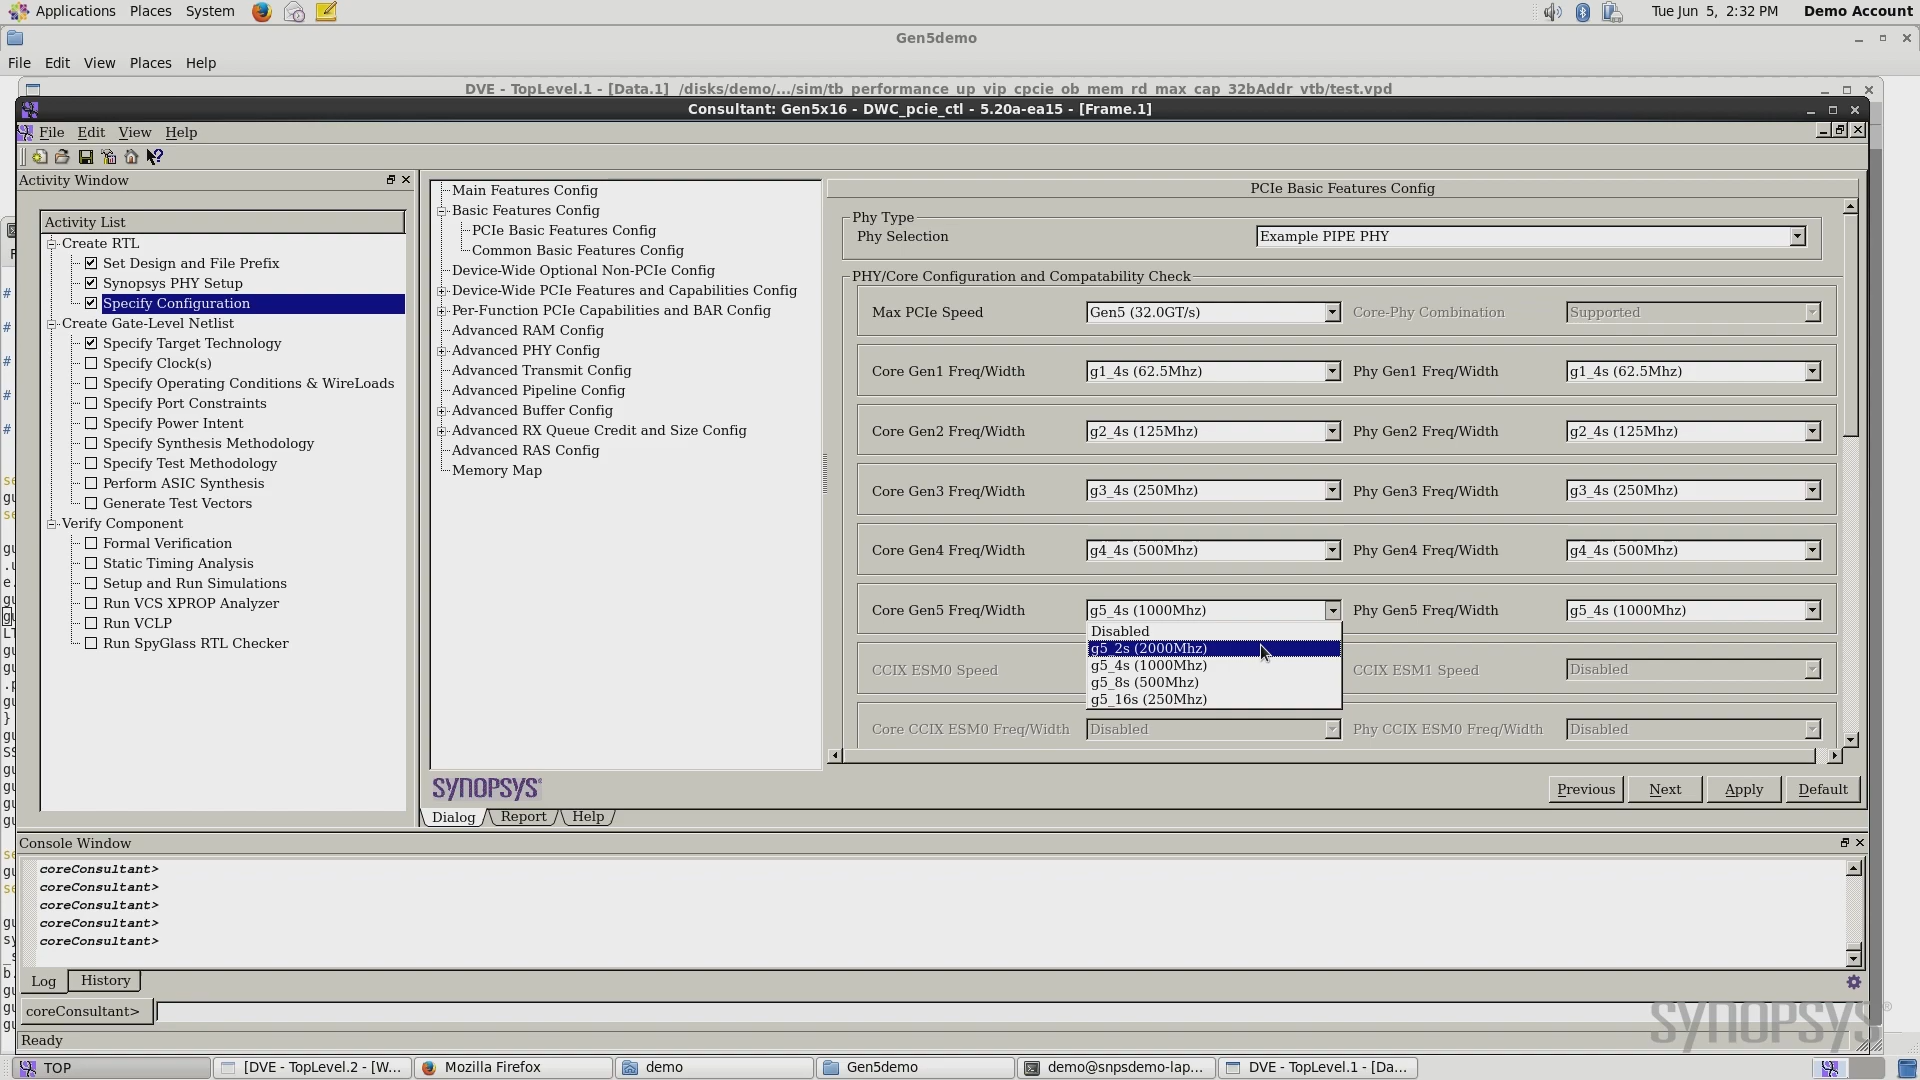 Applications Places System
Tue Jun 5, 2:32 PM Demo Account
Gen5demo
File Edit View Places Help
DVE - TopLevel.1 - [Data.1] /disks/demo/.../sim/tb_performance_up_vip_cpcie_ob_mem_rd_max_cap_32bAddr_vtb/test.vpd
Consultant: Gen5x16 - DWC_pcie_ctl - 5.20a-ea15 - [Frame.1]
File Edit View Help
Activity Window
Activity List
Create RTL
Set Design and File Prefix
Synopsys PHY Setup
Specify Configuration
Create Gate-Level Netlist
Specify Target Technology
Specify Clock(s)
Specify Operating Conditions & WireLoads
Specify Port Constraints
Specify Power Intent
Specify Synthesis Methodology
Specify Test Methodology
Perform ASIC Synthesis
Generate Test Vectors
Verify Component
Formal Verification
Static Timing Analysis
Setup and Run Simulations
Run VCS XPROP Analyzer
Run VCLP
Run SpyGlass RTL Checker
Main Features Config
Basic Features Config
PCIe Basic Features Config
Common Basic Features Config
Device-Wide Optional Non-PCIe Config
Device-Wide PCIe Features and Capabilities Config
Per-Function PCIe Capabilities and BAR Config
Advanced RAM Config
Advanced PHY Config
Advanced Transmit Config
Advanced Pipeline Config
Advanced Buffer Config
Advanced RX Queue Credit and Size Config
Advanced RAS Config
Memory Map
PCIe Basic Features Config
Phy Type
Phy Selection Example PIPE PHY
PHY/Core Configuration and Compatability Check
Max PCIe Speed Gen5 (32.0GT/s) Core-Phy Combination Supported
Core Gen1 Freq/Width g1_4s (62.5Mhz) Phy Gen1 Freq/Width g1_4s (62.5Mhz)
Core Gen2 Freq/Width g2_4s (125Mhz) Phy Gen2 Freq/Width g2_4s (125Mhz)
Core Gen3 Freq/Width g3_4s (250Mhz) Phy Gen3 Freq/Width g3_4s (250Mhz)
Core Gen4 Freq/Width g4_4s (500Mhz) Phy Gen4 Freq/Width g4_4s (500Mhz)
Core Gen5 Freq/Width g5_4s (1000Mhz) Phy Gen5 Freq/Width g5_4s (1000Mhz)
Disabled
g5_2s (2000Mhz)
g5_4s (1000Mhz)
g5_8s (500Mhz)
g5_16s (250Mhz)
CCIX ESM0 Speed CCIX ESM1 Speed Disabled
Core CCIX ESM0 Freq/Width Disabled Phy CCIX ESM0 Freq/Width Disabled
SYNOPSYS
Previous Next Apply Default
Dialog Report Help
Console Window
coreConsultant>
coreConsultant>
coreConsultant>
coreConsultant>
coreConsultant>
Log History
coreConsultant>
Ready
SYNOPSYS
TOP [DVE - TopLevel.2 - [W... Mozilla Firefox demo Gen5demo demo@snpsdemo-lap... DVE - TopLevel.1 - [Da...